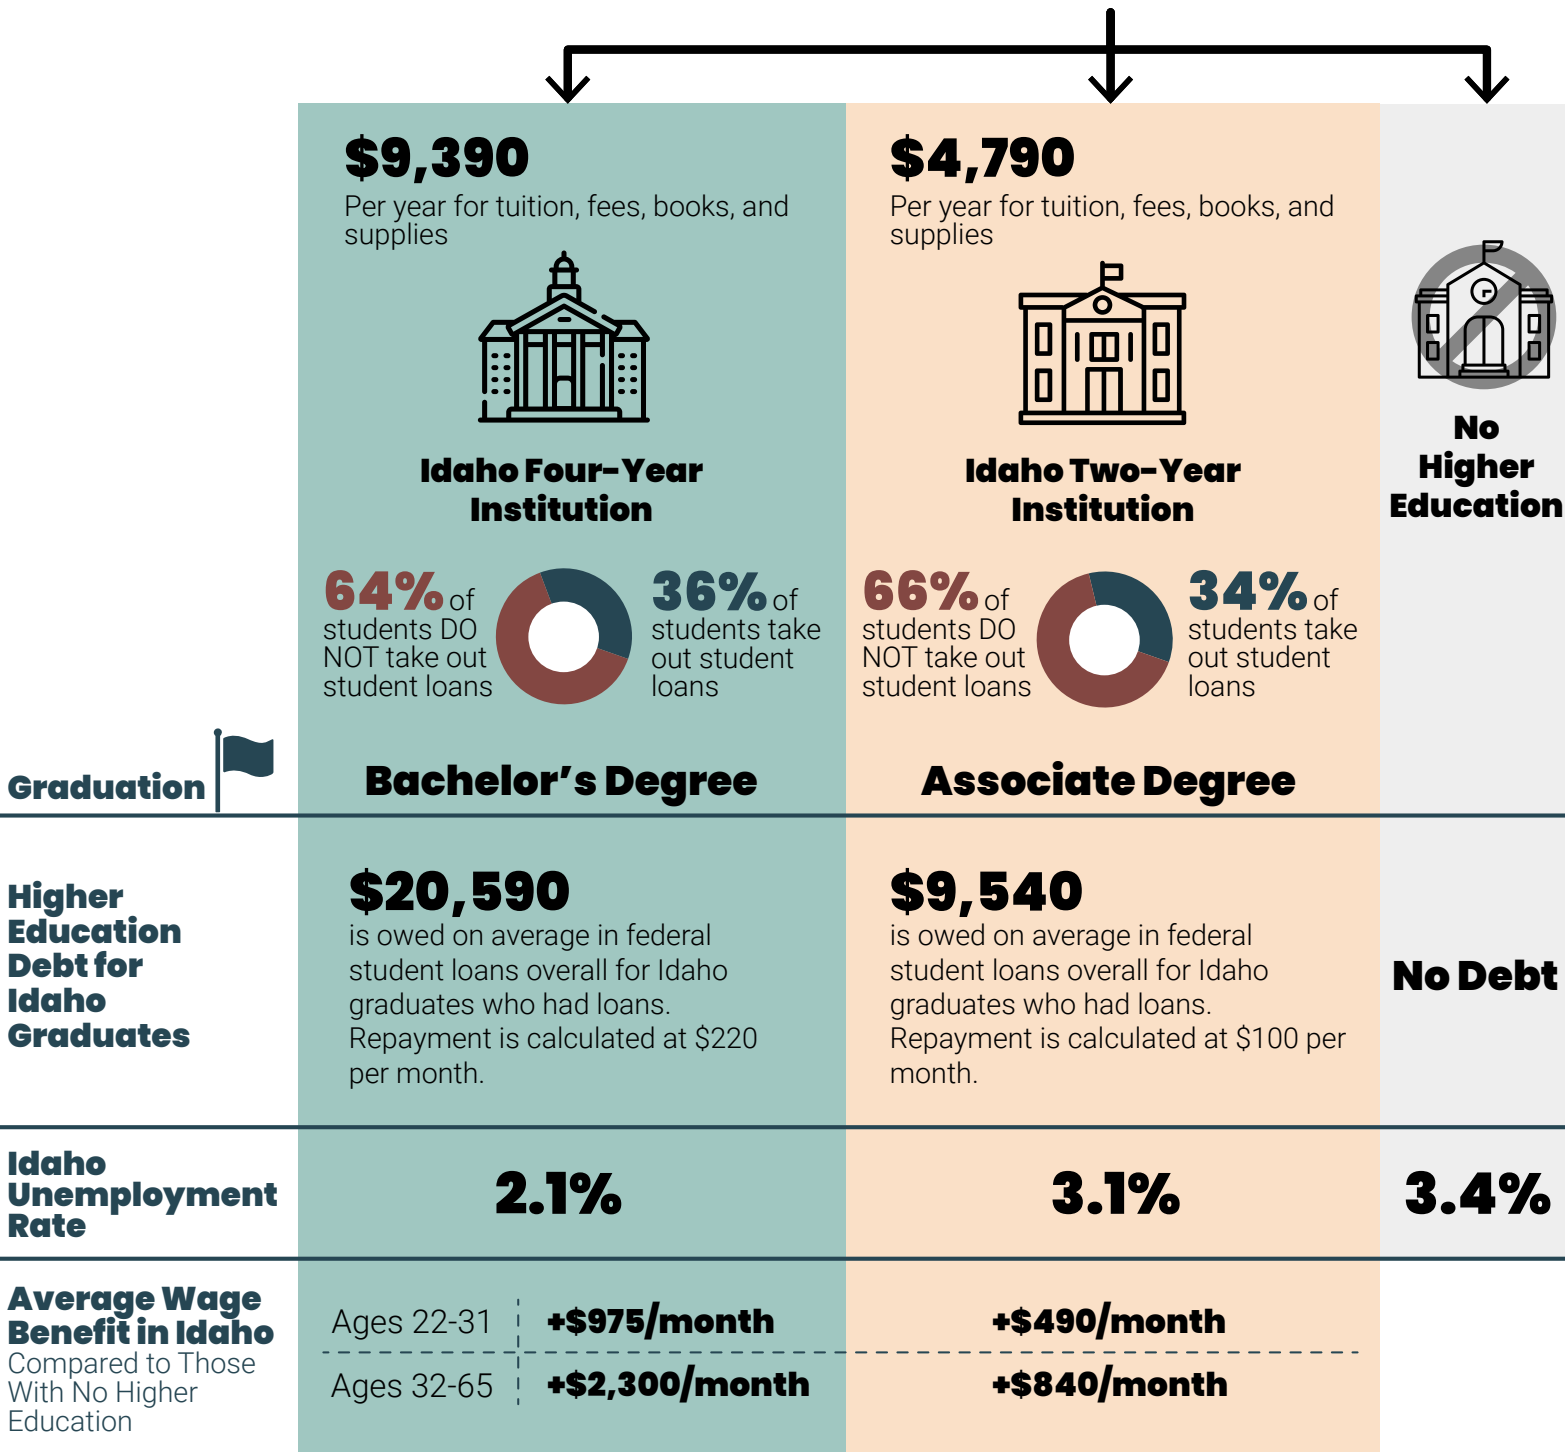 $9,390
Per year for tuition, fees, books, and
supplies
Idaho Four-Year
Institution
64% of
students DO
NOT take out
student loans
36% of
students take
out student
loans
$4,790
Per year for tuition, fees, books, and
supplies
Idaho Two-Year
Institution
66% of
students DO
NOT take out
student loans
34% of
students take
out student
loans
No
Higher
Education
Graduation
Bachelor's Degree
Associate Degree
Higher
Education
Debt for
Idaho
Graduates
$20,590
is owed on average in federal
student loans overall for Idaho
graduates who had loans.
Repayment is calculated at $220
per month.
$9,540
is owed on average in federal
student loans overall for Idaho
graduates who had loans.
Repayment is calculated at $100 per
month.
No Debt
Idaho
Unemployment
Rate
2.1%
3.1%
3.4%
Average Wage
Benefit in Idaho
Compared to Those
With No Higher
Education
Ages 22-31
+$975/month
+$490/month
Ages 32-65
+$2,300/month
+$840/month